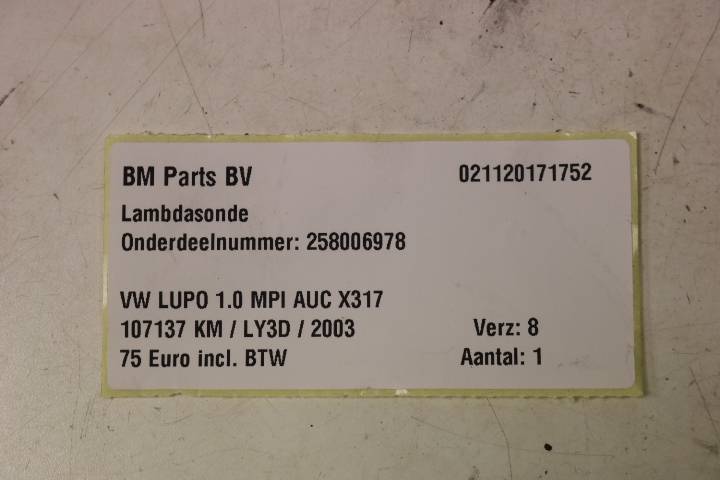 BM Parts BV 021120171752
Lambdasonde
Onderdeelnummer: 258006978
VW LUPO 1.0 MPI AUC X317
107137 KM / LY3D / 2003 Verz: 8
75 Euro incl. BTW Aantal: 1